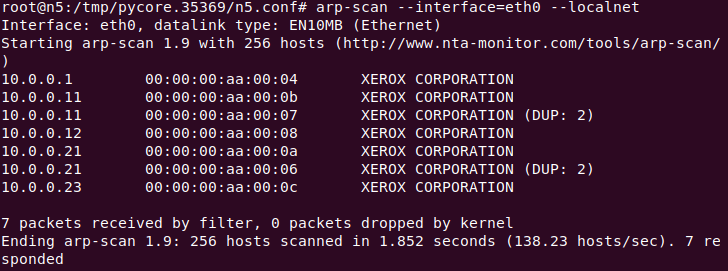 root@n5:/tmp/pycore.35369/n5.conf# arp-scan --interface=eth0 --localnet
Interface: eth0, datalink type: EN10MB (Ethernet)
Starting arp-scan 1.9 with 256 hosts (http://www.nta-monitor.com/tools/arp-scan/
)
10.0.0.1 00:00:00:aa:00:04 XEROX CORPORATION
10.0.0.11 00:00:00:aa:00:0b XEROX CORPORATION
10.0.0.11 00:00:00:aa:00:07 XEROX CORPORATION (DUP: 2)
10.0.0.12 00:00:00:aa:00:08 XEROX CORPORATION
10.0.0.21 00:00:00:aa:00:0a XEROX CORPORATION
10.0.0.21 00:00:00:aa:00:06 XEROX CORPORATION (DUP: 2)
10.0.0.23 00:00:00:aa:00:0c XEROX CORPORATION
7 packets received by filter, 0 packets dropped by kernel
Ending arp-scan 1.9: 256 hosts scanned in 1.852 seconds (138.23 hosts/sec). 7 re
sponded